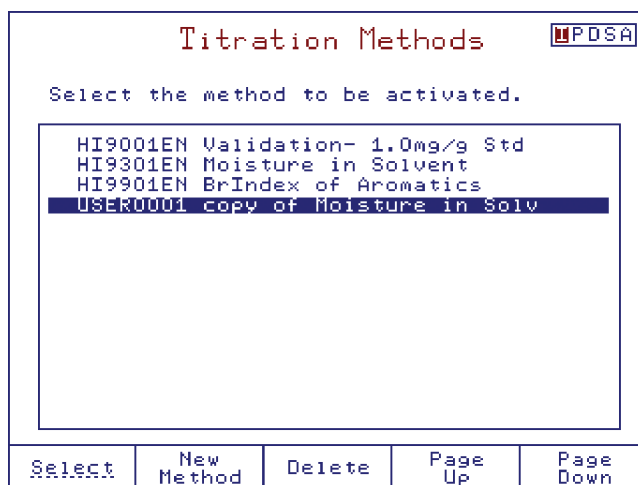 Titration Methods
UPDSA
Select the method to be activated.
HI9001EN Validation- 1.0mg/g Std
HI9301EN Moisture in Solvent
HI9901EN BrIndex of Aromatics
USER0001 copy of Moisture in Solv
Select
New
Method
Delete
Page
Up
Page
Down